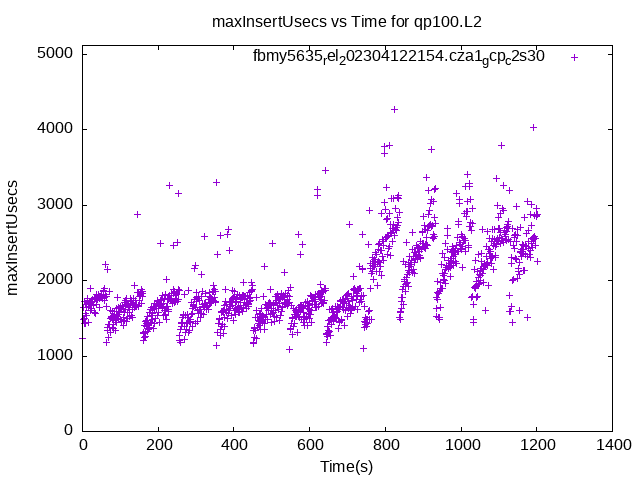 maxInsertUsecs vs Time for qp100.L2
fbmy5635rel202304122154.cza1gcpc2s30
5000
4000
3000
2000
1000
0
maxInsertUsecs
0 200 400 600 800 1000 1200 1400
Time(s)